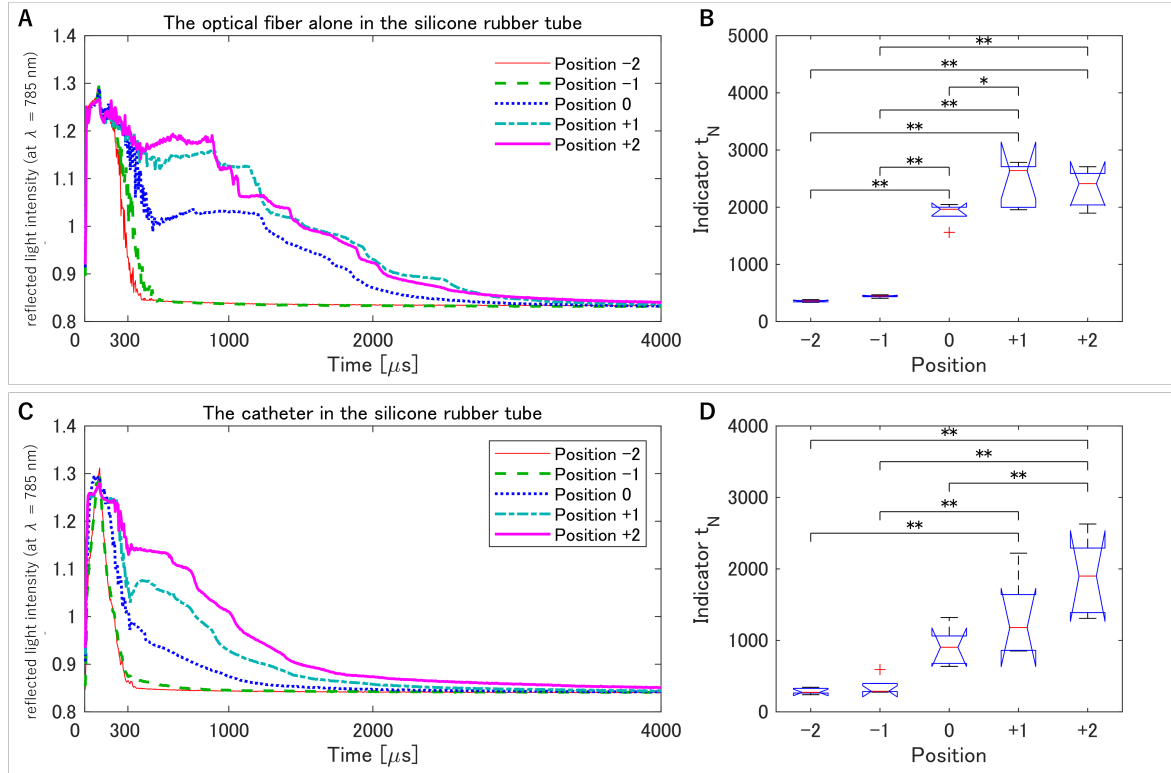 A
The optical fiber alone in the silicone rubber tube
reflected light intensity (at λ = 785 nm)
1.4
1.3
1.2
1.1
1
0.9
0.8
Position −2
Position −1
Position 0
Position +1
Position +2
0 300 1000 2000 4000
Time [μs]
B
Indicator t_N
5000
4000
3000
2000
1000
0
**
**
*
**
**
**
**
−2 −1 0 +1 +2
Position
C
The catheter in the silicone rubber tube
reflected light intensity (at λ = 785 nm)
1.4
1.3
1.2
1.1
1
0.9
0.8
Position −2
Position −1
Position 0
Position +1
Position +2
0 300 1000 2000 4000
Time [μs]
D
Indicator t_N
4000
3000
2000
1000
0
**
**
**
**
**
−2 −1 0 +1 +2
Position